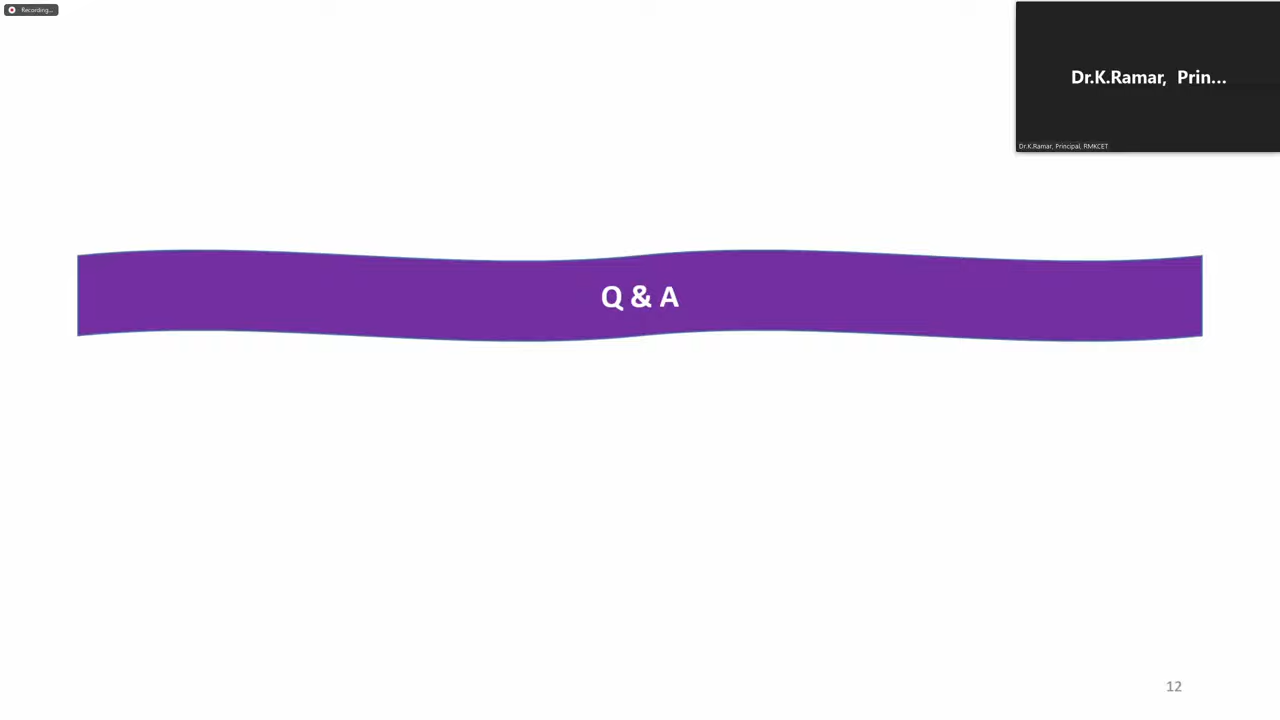 Recording...
Dr.K.Ramar, Prin...
Dr.K.Ramar, Principal, RMKCET
Q & A
12